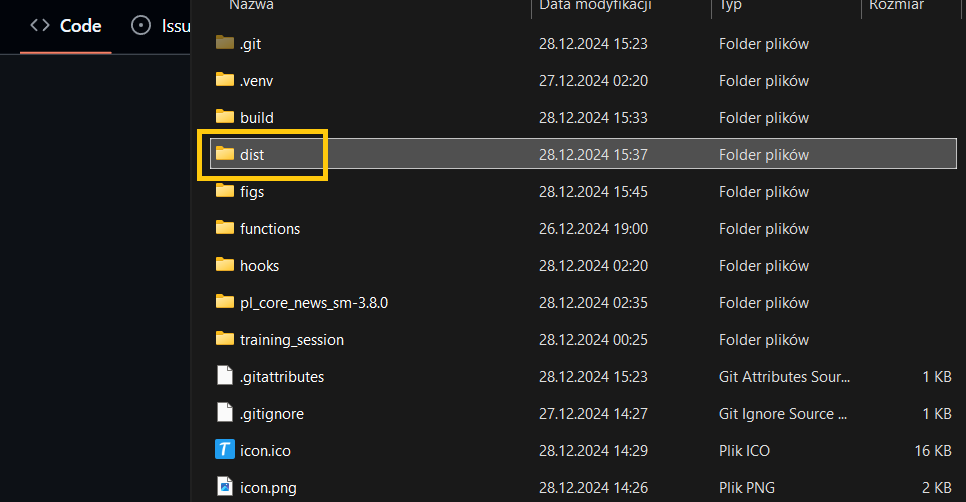 Code Issu
Nazwa Data modyfikacji Typ Rozmiar
.git 28.12.2024 15:23 Folder plików
.venv 27.12.2024 02:20 Folder plików
build 28.12.2024 15:33 Folder plików
dist 28.12.2024 15:37 Folder plików
figs 28.12.2024 15:45 Folder plików
functions 26.12.2024 19:00 Folder plików
hooks 28.12.2024 02:20 Folder plików
pl_core_news_sm-3.8.0 28.12.2024 02:35 Folder plików
training_session 28.12.2024 00:25 Folder plików
.gitattributes 28.12.2024 15:23 Git Attributes Sour... 1 KB
.gitignore 27.12.2024 14:27 Git Ignore Source ... 1 KB
icon.ico 28.12.2024 14:29 Plik ICO 16 KB
icon.png 28.12.2024 14:26 Plik PNG 2 KB